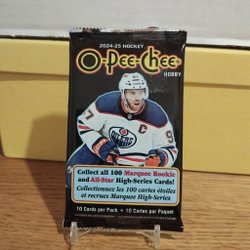 2024-25 HOCKEY
O-Pee-Chee
HOBBY
C
97
Collect all 100 Marquee Rookie
and All-Star High-Series Cards!
Collectionnez les 100 cartes étoiles
et recrues Marquee High-Series
10 Cards per Pack • 10 Cartes par Paquet